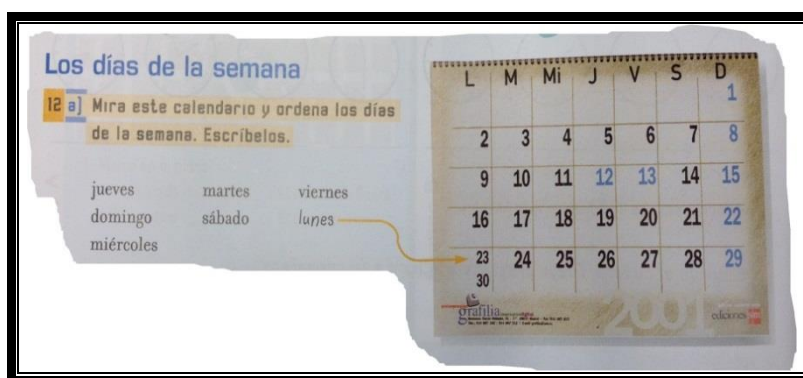 Los días de la semana
12 a) Mira este calendario y ordena los días
de la semana. Escríbelos.
jueves martes viernes
domingo sábado lunes
miércoles
L M Mi J V S D
1
2 3 4 5 6 7 8
9 10 11 12 13 14 15
16 17 18 19 20 21 22
23 24 25 26 27 28 29
30
grafilia
2001
ediciones